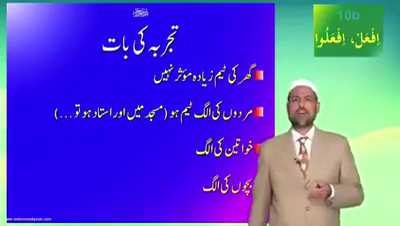 10b
اِفْعَلْ، اِفْعَلُوا
تجربہ کی بات
گھر کی ٹیم زیادہ مؤثر نہیں
مردوں کی الگ ٹیم ہو (مسجد میں اور استاد ہو تو ...)
خواتین کی الگ
بچوں کی الگ